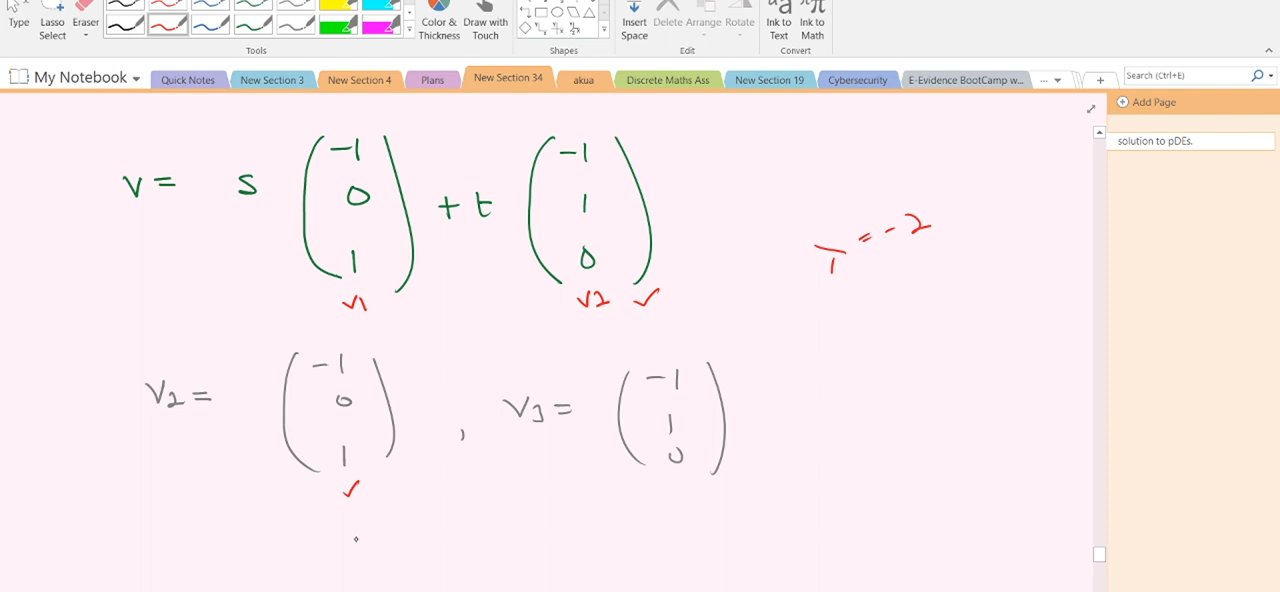 Type
Lasso Select
Eraser
Color & Thickness
Draw with Touch
Insert Space
Delete
Arrange
Rotate
Ink to Text
Ink to Math
Tools
Shapes
Edit
Convert
My Notebook
Quick Notes
New Section 3
New Section 4
Plans
New Section 34
akua
Discrete Maths Ass
New Section 19
Cybersecurity
E-Evidence BootCamp w...
...
+
Search (Ctrl+E)
Add Page
solution to pDEs.
v = s (-1 0 1) + t (-1 1 0)
v1
v2 ✓
= -2
V2 = (-1 0 1) , V3 = (-1 1 0)
✓